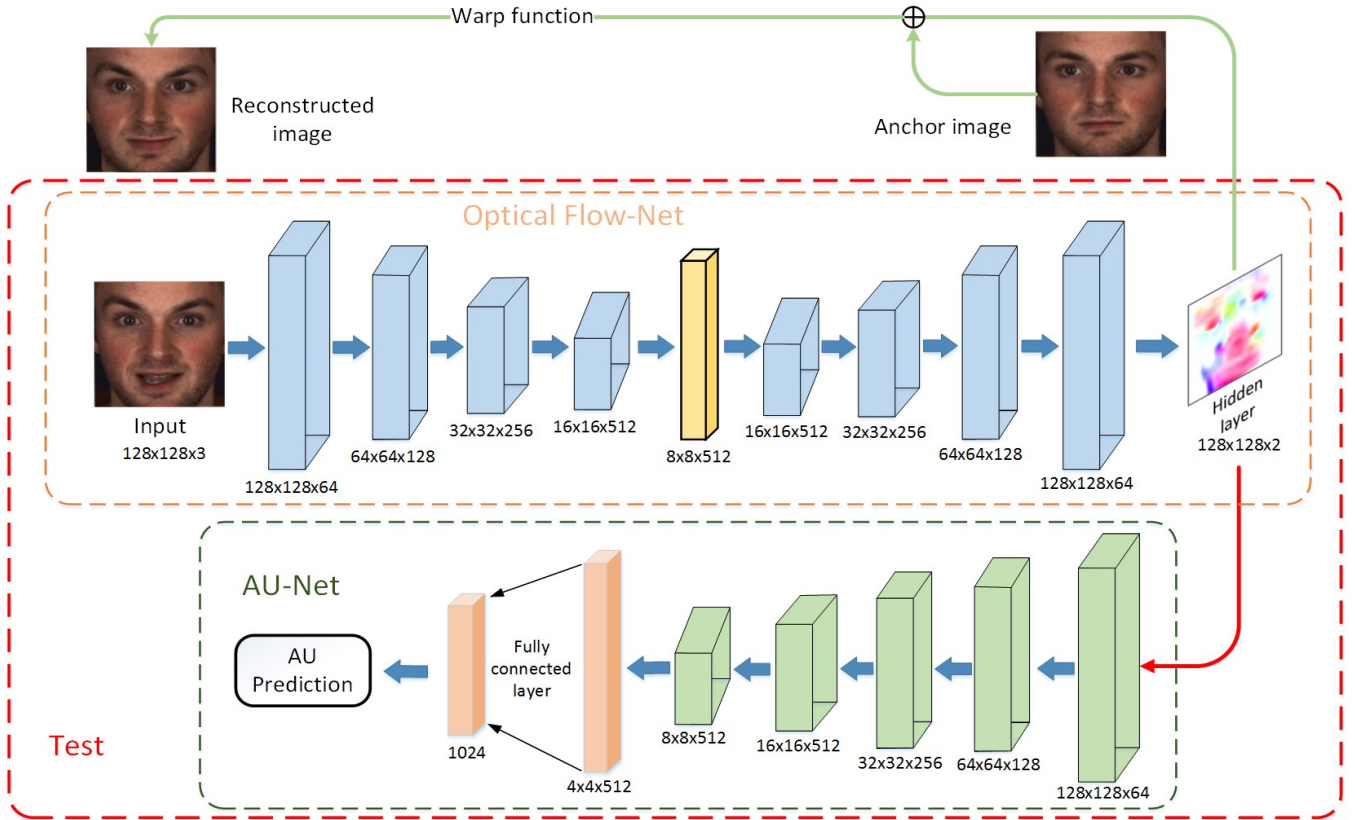 Warp function
Reconstructed
image
Anchor image
Optical Flow-Net
Input
128x128x3
128x128x64
64x64x128
32x32x256
16x16x512
8x8x512
16x16x512
32x32x256
64x64x128
128x128x64
Hidden
layer
128x128x2
AU-Net
AU
Prediction
1024
Fully
connected
layer
4x4x512
8x8x512
16x16x512
32x32x256
64x64x128
128x128x64
Test